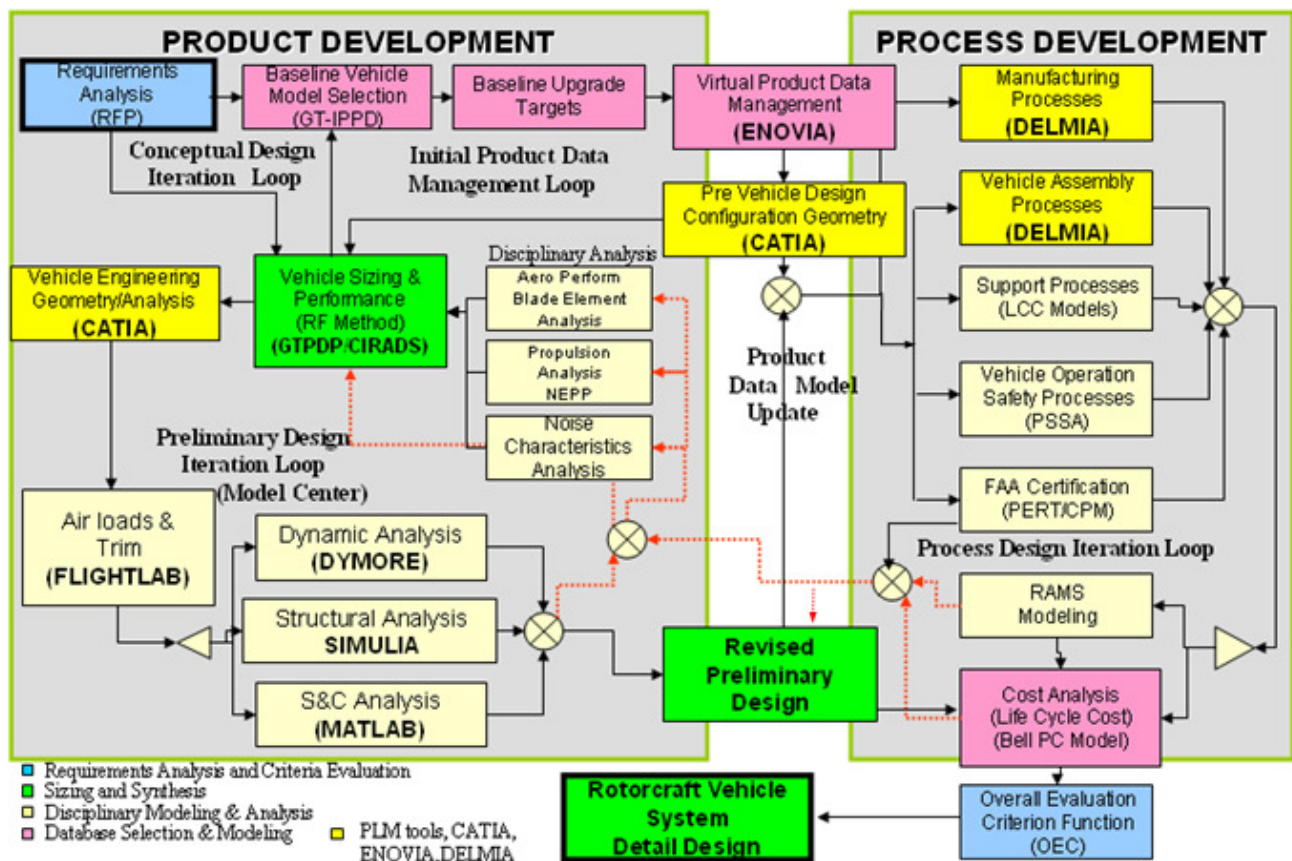 PRODUCT DEVELOPMENT
PROCESS DEVELOPMENT
Requirements
Analysis
(RFP)
Baseline Vehicle
Model Selection
(GT-IPPD)
Baseline Upgrade
Targets
Virtual Product Data
Management
(ENOVIA)
Manufacturing
Processes
(DELMIA)
Conceptual Design
Iteration Loop
Initial Product Data
Management Loop
Pre Vehicle Design
Configuration Geometry
(CATIA)
Vehicle Assembly
Processes
(DELMIA)
Vehicle Engineering
Geometry/Analysis
(CATIA)
Vehicle Sizing &
Performance
(RF Method)
(GTPDP/CIRADS)
Disciplinary Analysis
Aero Perform
Blade Element
Analysis
Propulsion
Analysis
NEPP
Noise
Characteristics
Analysis
Support Processes
(LCC Models)
Product
Data Model
Update
Vehicle Operation
Safety Processes
(PSSA)
Preliminary Design
Iteration Loop
(Model Center)
FAA Certification
(PERT/CPM)
Process Design Iteration Loop
Air loads &
Trim
(FLIGHTLAB)
Dynamic Analysis
(DYMORE)
Structural Analysis
SIMULIA
S&C Analysis
(MATLAB)
RAMS
Modeling
Revised
Preliminary
Design
Cost Analysis
(Life Cycle Cost)
(Bell PC Model)
Requirements Analysis and Criteria Evaluation
Sizing and Synthesis
Disciplinary Modeling & Analysis
Database Selection & Modeling
PLM tools, CATIA,
ENOVIA,DELMIA
Rotorcraft Vehicle
System
Detail Design
Overall Evaluation
Criterion Function
(OEC)